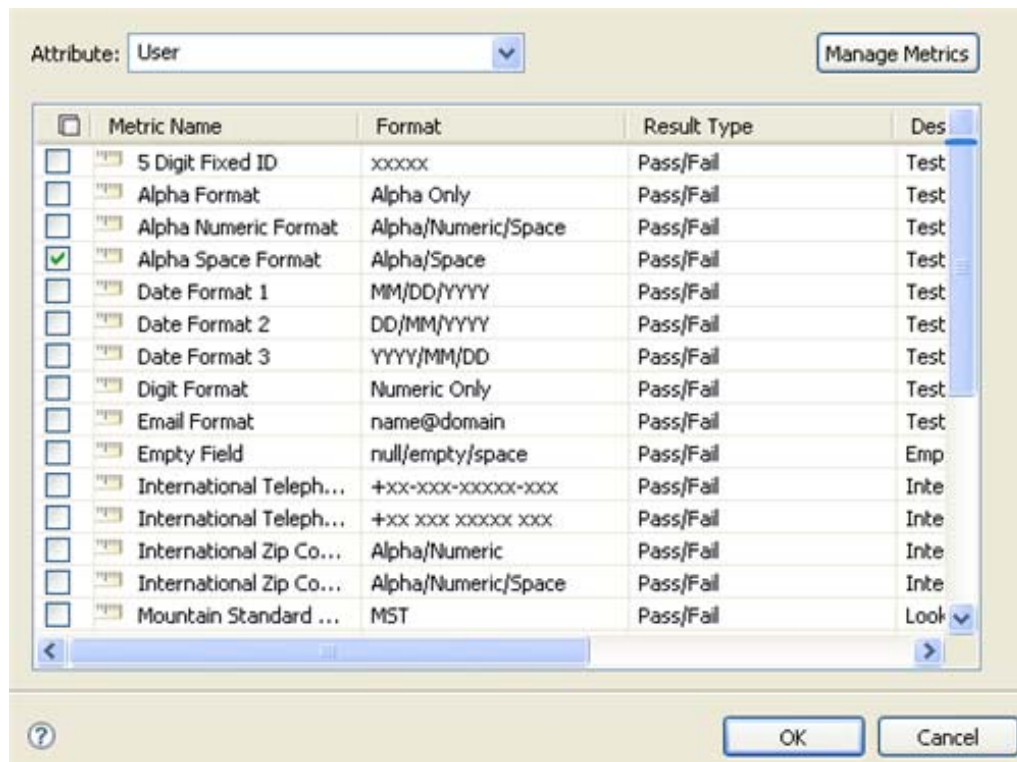 Attribute: User Manage Metrics
Metric Name Format Result Type Des
5 Digit Fixed ID xxxxx Pass/Fail Test
Alpha Format Alpha Only Pass/Fail Test
Alpha Numeric Format Alpha/Numeric/Space Pass/Fail Test
Alpha Space Format Alpha/Space Pass/Fail Test
Date Format 1 MM/DD/YYYY Pass/Fail Test
Date Format 2 DD/MM/YYYY Pass/Fail Test
Date Format 3 YYYY/MM/DD Pass/Fail Test
Digit Format Numeric Only Pass/Fail Test
Email Format name@domain Pass/Fail Test
Empty Field null/empty/space Pass/Fail Emp
International Teleph... +xx-xxx-xxxxx-xxx Pass/Fail Inte
International Teleph... +xx xxx xxxxx xxx Pass/Fail Inte
International Zip Co... Alpha/Numeric Pass/Fail Inte
International Zip Co... Alpha/Numeric/Space Pass/Fail Inte
Mountain Standard ... MST Pass/Fail Look
? OK Cancel